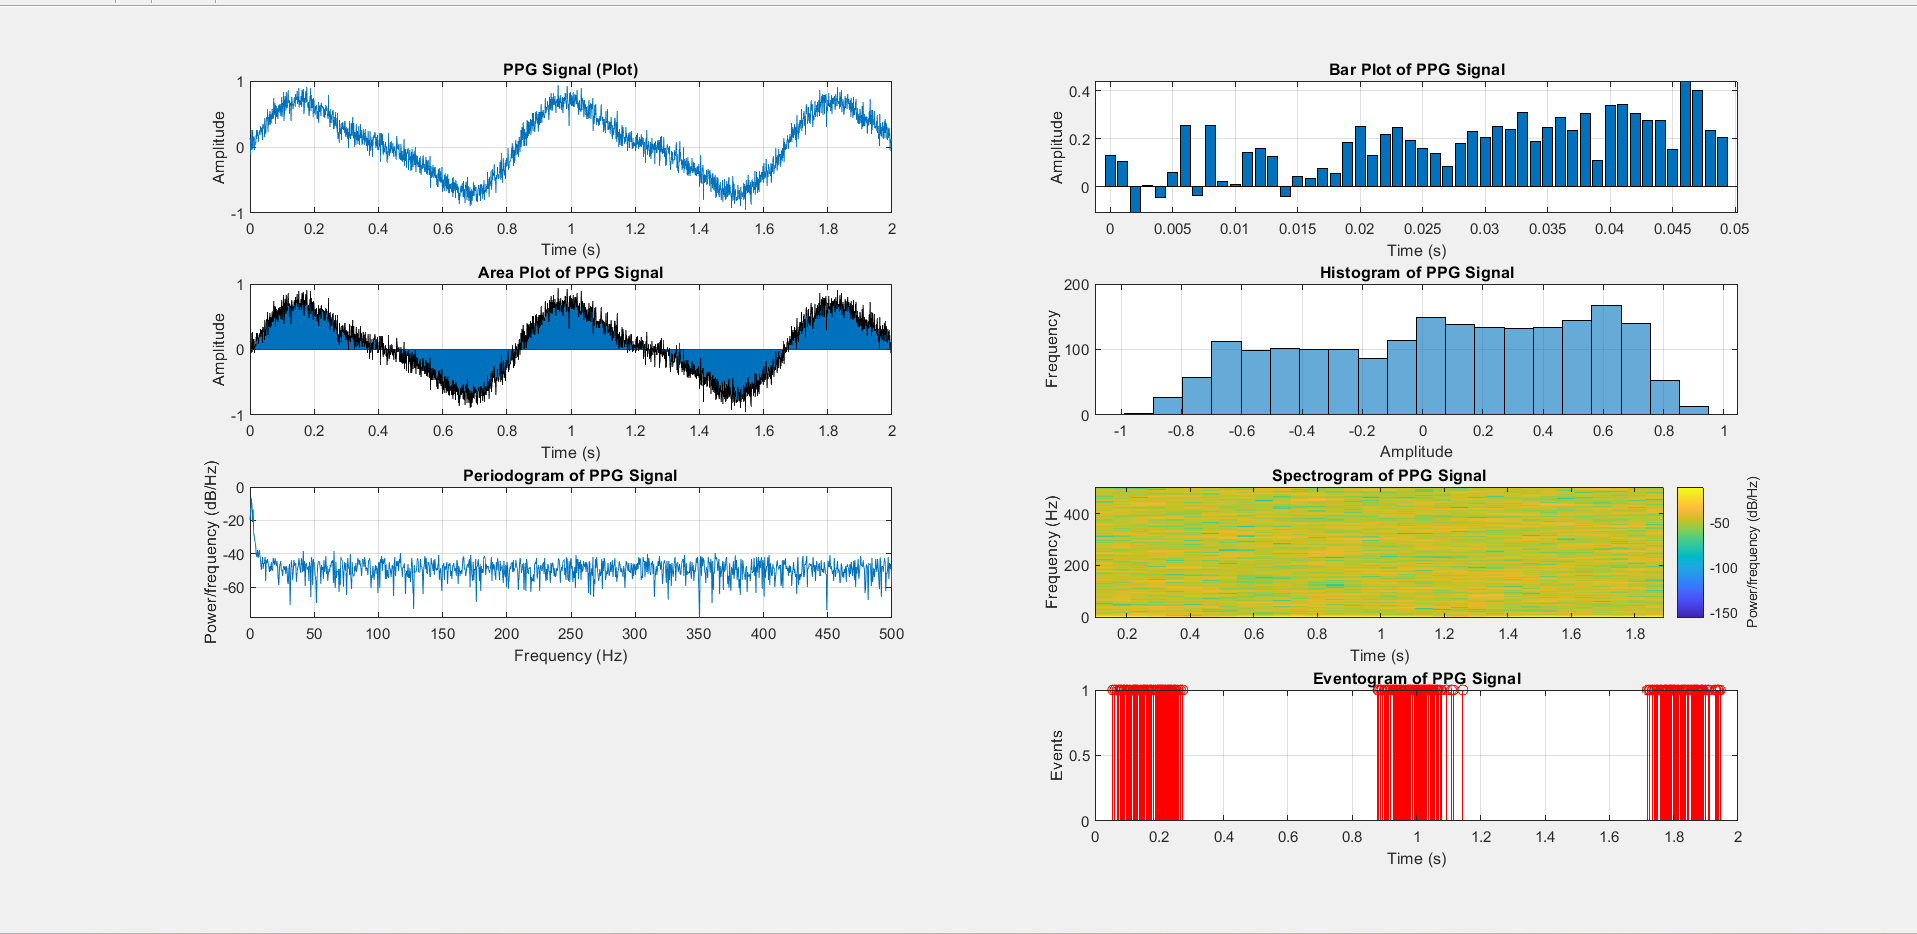 PPG Signal (Plot)
Amplitude
1
0
-1
0 0.2 0.4 0.6 0.8 1 1.2 1.4 1.6 1.8 2
Time (s)
Bar Plot of PPG Signal
Amplitude
0.4
0.2
0
0 0.005 0.01 0.015 0.02 0.025 0.03 0.035 0.04 0.045 0.05
Time (s)
Area Plot of PPG Signal
Amplitude
1
0
-1
0 0.2 0.4 0.6 0.8 1 1.2 1.4 1.6 1.8 2
Time (s)
Histogram of PPG Signal
Frequency
200
100
0
-1 -0.8 -0.6 -0.4 -0.2 0 0.2 0.4 0.6 0.8 1
Amplitude
Periodogram of PPG Signal
Power/frequency (dB/Hz)
0
-20
-40
-60
0 50 100 150 200 250 300 350 400 450 500
Frequency (Hz)
Spectrogram of PPG Signal
Frequency (Hz)
400
200
0
0.2 0.4 0.6 0.8 1 1.2 1.4 1.6 1.8
Time (s)
-50
-100
-150
Power/frequency (dB/Hz)
Eventogram of PPG Signal
Events
1
0.5
0
0 0.2 0.4 0.6 0.8 1 1.2 1.4 1.6 1.8 2
Time (s)